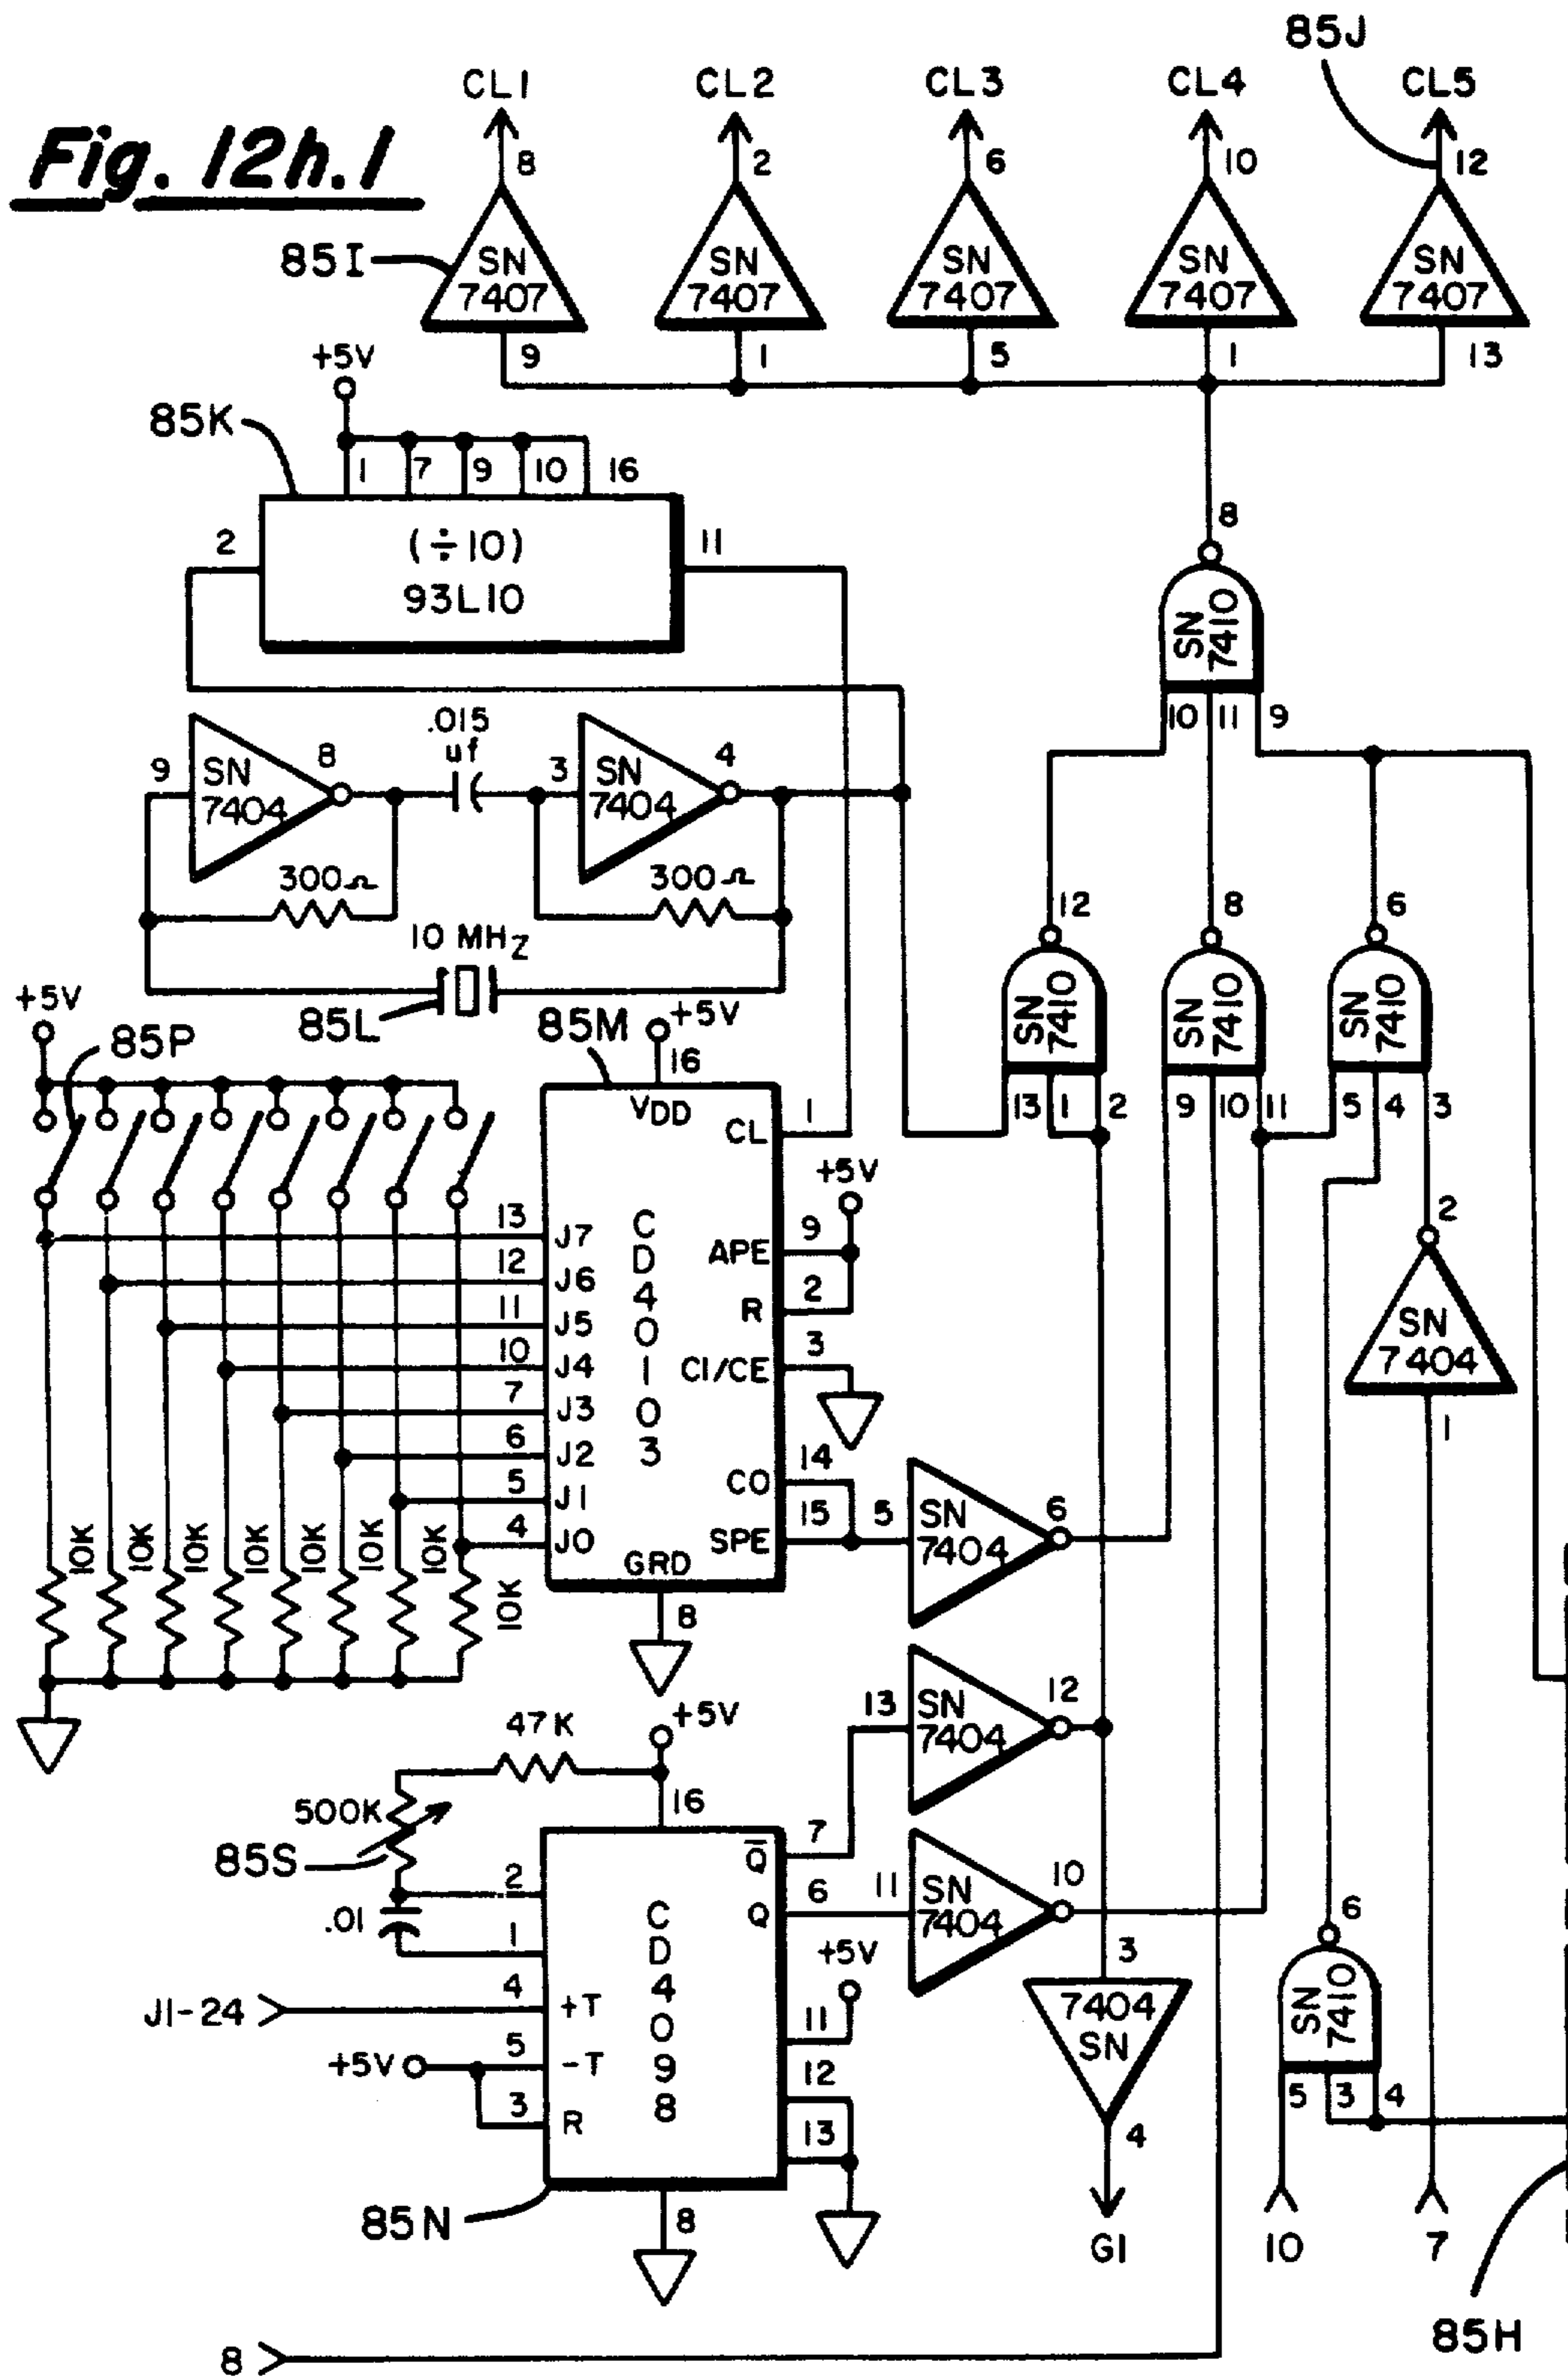 85J
CL1 CL2 CL3 CL4 CL5
Fig. 12h.1
8 2 6 10 12
85I
SN 7407 SN 7407 SN 7407 SN 7407 SN 7407
9 1 5 1 13
+5V
85K
1 7 9 10 16
8
2 (÷10) 11
93L10
SN 7410
10 11 9
.015 uf
9 SN 7404 8 3 SN 7404 4
300Ω 300Ω
12 8 6
10 MHz
SN 7410 SN 7410 SN 7410
+5V 85P 85L 85M +5V
16
VDD
13 1 2 9 10 11 5 4 3
CL 1
+5V
2
13 J7 APE 9
12 J6
11 J5 R 2
10 J4 CI/CE 3
7 J3
6 J2
5 J1 CO 14
4 J0 SPE 15
CD40103
GRD
8
SN 7404
1
5 SN 7404 6
10K 10K 10K 10K 10K 10K 10K 10K
13 SN 7404 12
47K +5V
500K 16
85S
Q̅ 7
2
.01 Q 6
1
11 SN 7404 10
+5V
3
6
J1-24 4 +T
11
7404 SN
SN 7410
+5V 5 -T
12
3 R
13
CD4098
5 3 4
4
85N 8
G1 10 7
85H
8